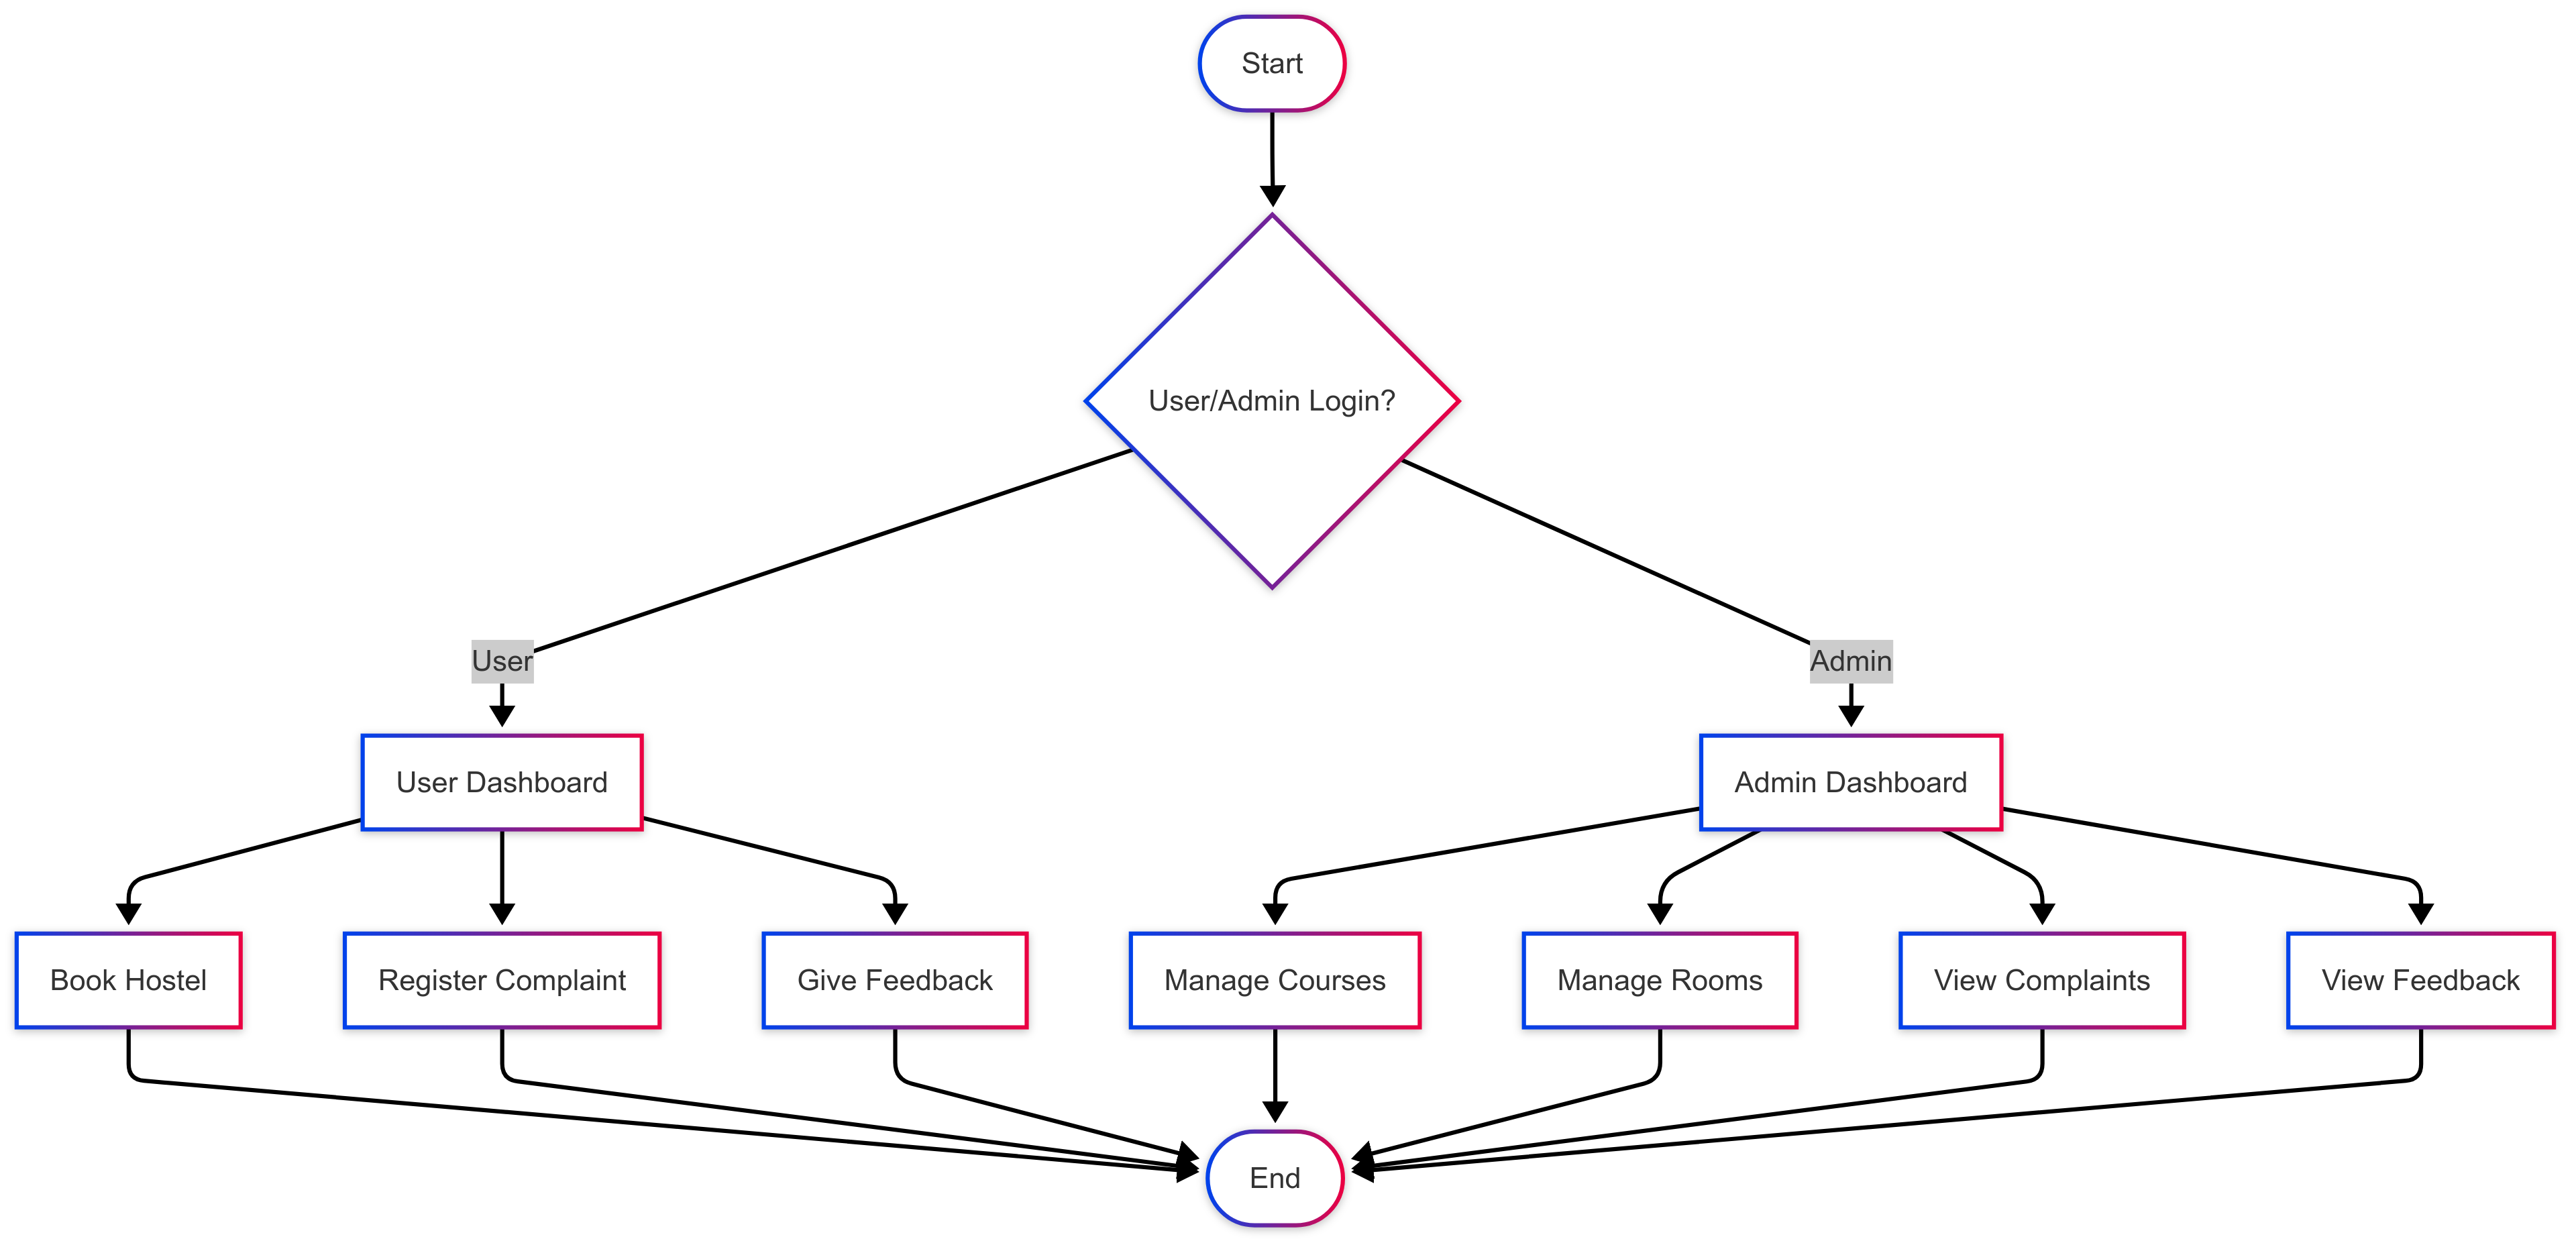 Start
User/Admin Login?
User
Admin
User Dashboard
Admin Dashboard
Book Hostel
Register Complaint
Give Feedback
Manage Courses
Manage Rooms
View Complaints
View Feedback
End